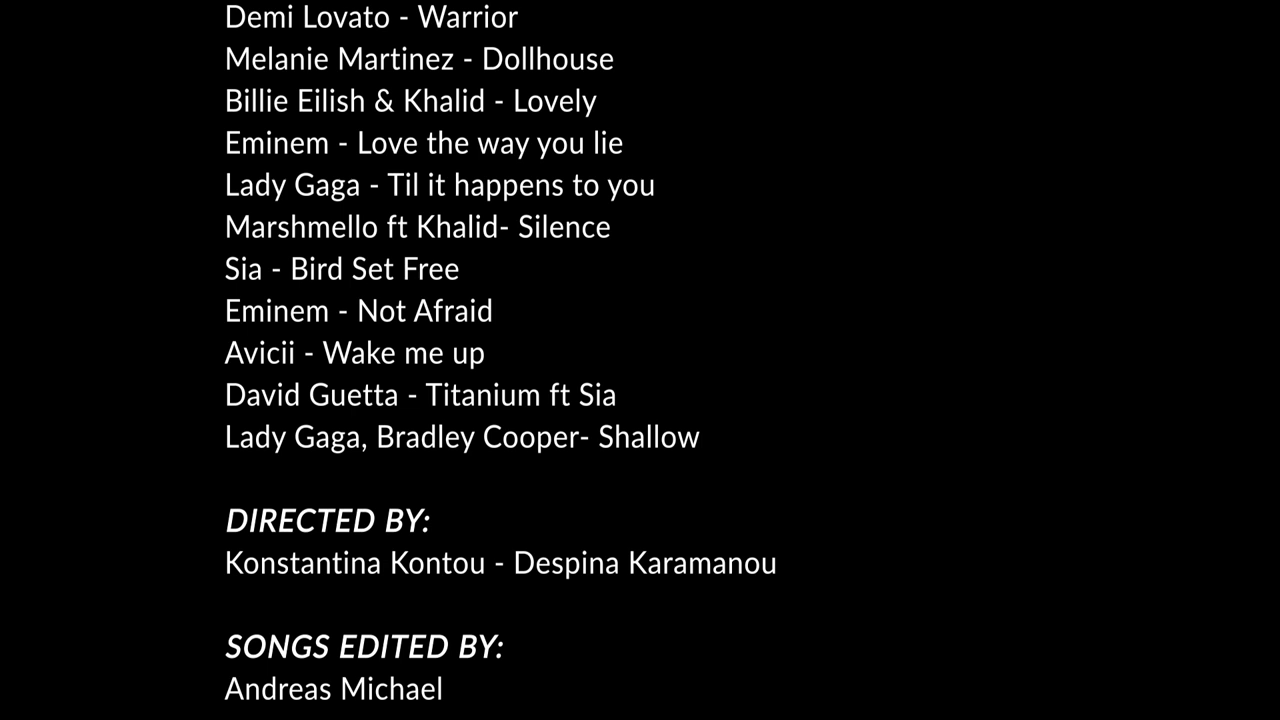 Demi Lovato - Warrior
Melanie Martinez - Dollhouse
Billie Eilish & Khalid - Lovely
Eminem - Love the way you lie
Lady Gaga - Til it happens to you
Marshmello ft Khalid- Silence
Sia - Bird Set Free
Eminem - Not Afraid
Avicii - Wake me up
David Guetta - Titanium ft Sia
Lady Gaga, Bradley Cooper- Shallow
DIRECTED BY:
Konstantina Kontou - Despina Karamanou
SONGS EDITED BY:
Andreas Michael